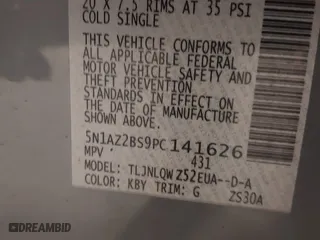 20 X 7.5 RIMS AT 35 PSI
COLD SINGLE
THIS VEHICLE CONFORMS TO
ALL APPLICABLE FEDERAL
MOTOR VEHICLE SAFETY AND
THEFT PREVENTION
STANDARDS IN EFFECT ON
THE DATE OF MANUFACTURE
SHOWN ABOVE.
5N1AZ2BS9PC141626
MPV 431
MODEL: TLJNLQWZ52EUA--D-A
COLOR: KBY TRIM: G ZS30A
DREAMBID